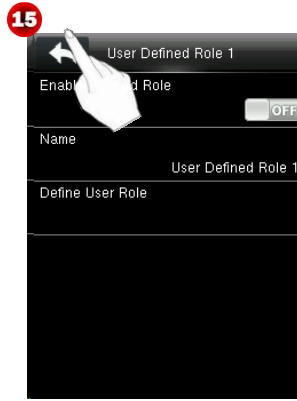 15
User Defined Role 1
Enabl d Role
OFF
Name
User Defined Role 1
Define User Role